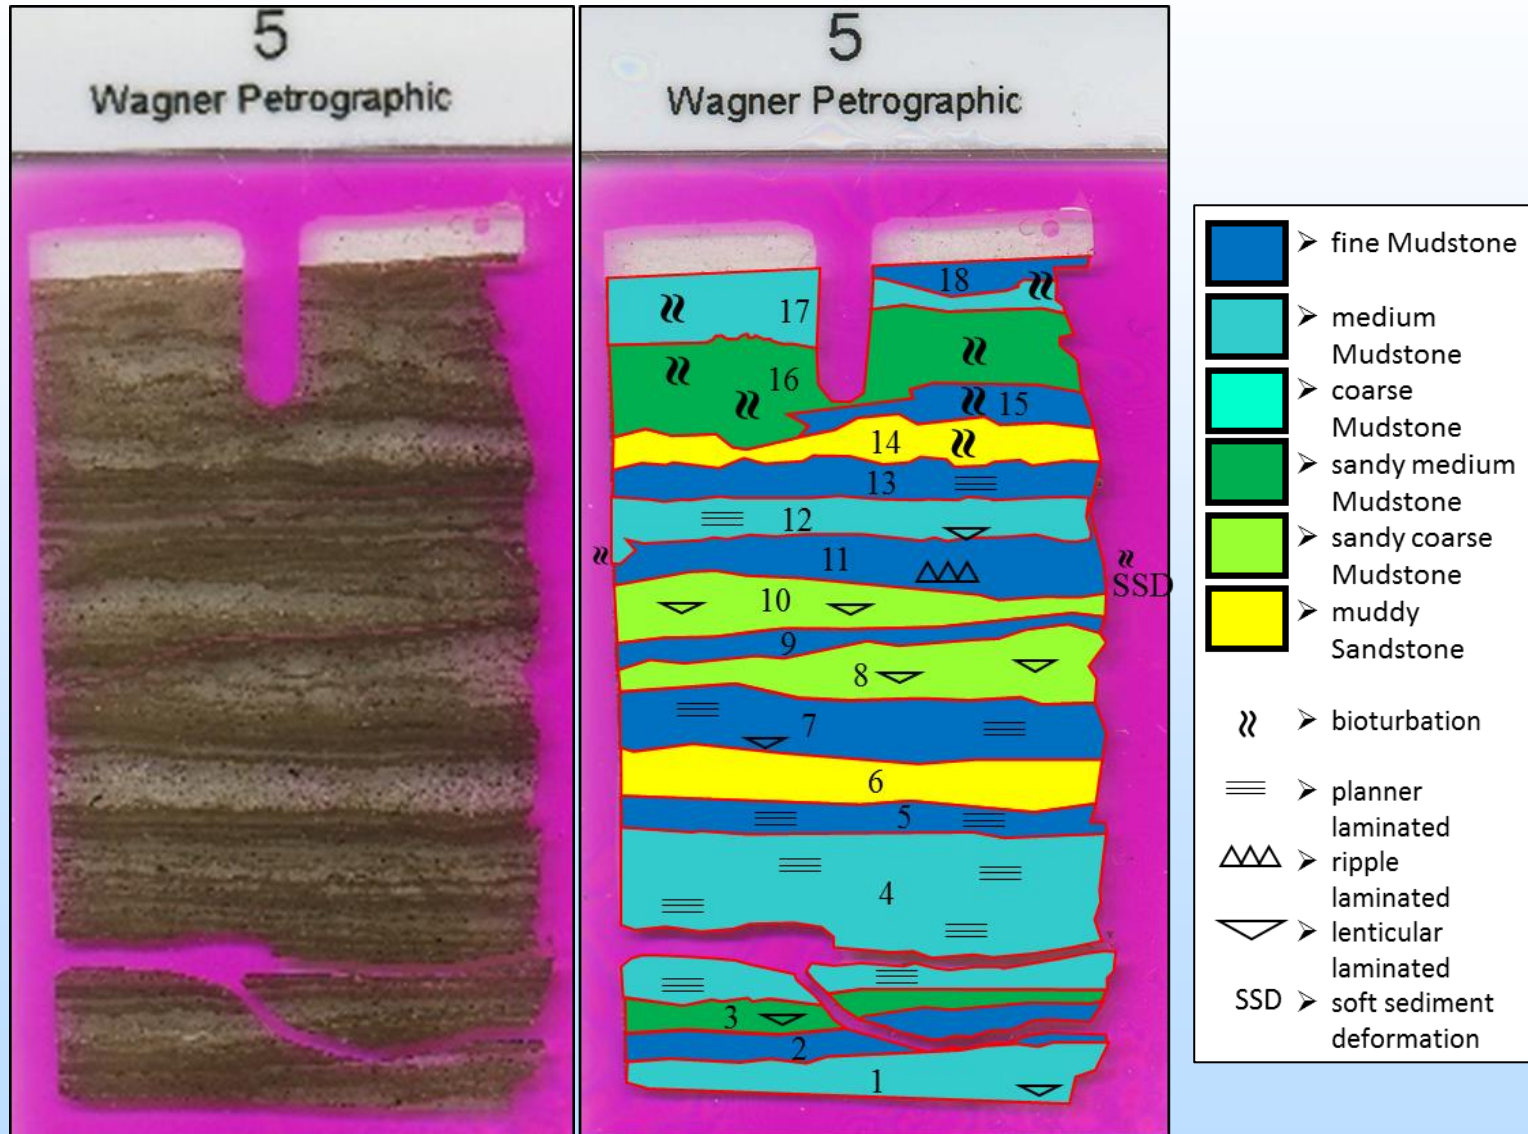 5
Wagner Petrographic
5
Wagner Petrographic
18
17
16
15
14
13
12
11
SSD
10
9
8
7
6
5
4
3
2
1
fine Mudstone
medium
Mudstone
coarse
Mudstone
sandy medium
Mudstone
sandy coarse
Mudstone
muddy
Sandstone
bioturbation
planner
laminated
ripple
laminated
lenticular
laminated
SSD
soft sediment
deformation